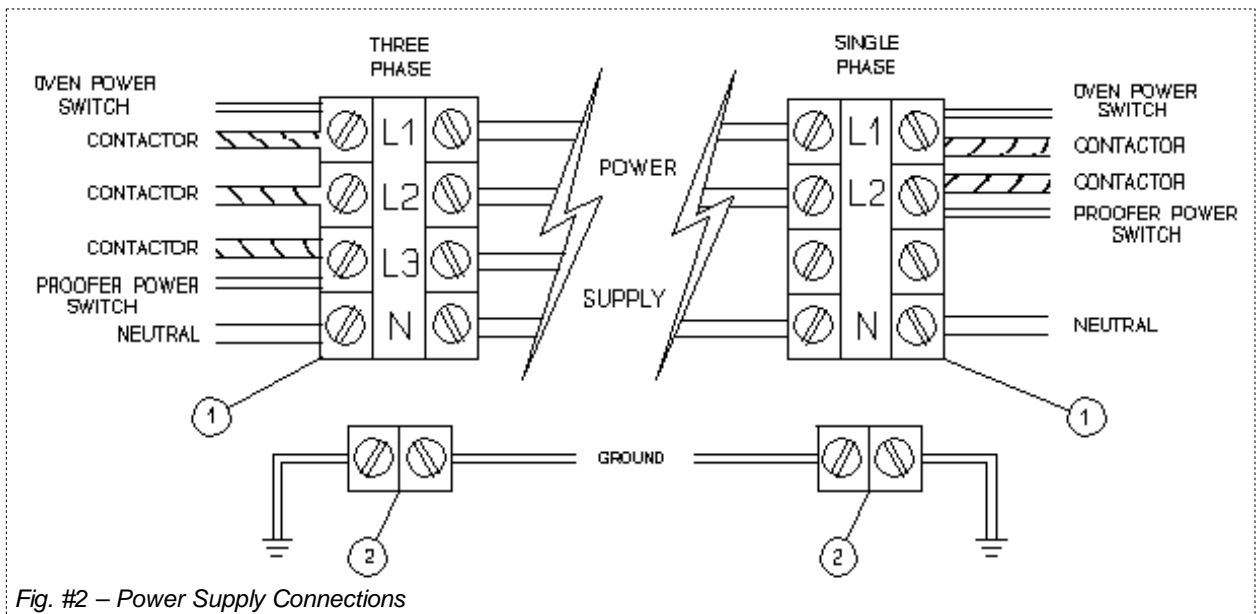 THREE
PHASE
OVEN POWER
SWITCH
CONTACTOR
CONTACTOR
CONTACTOR
PROOFER POWER
SWITCH
NEUTRAL
L1
L2
L3
N
1
POWER
SUPPLY
SINGLE
PHASE
L1
L2
N
OVEN POWER
SWITCH
CONTACTOR
CONTACTOR
PROOFER POWER
SWITCH
NEUTRAL
1
GROUND
2
2
Fig. #2 – Power Supply Connections